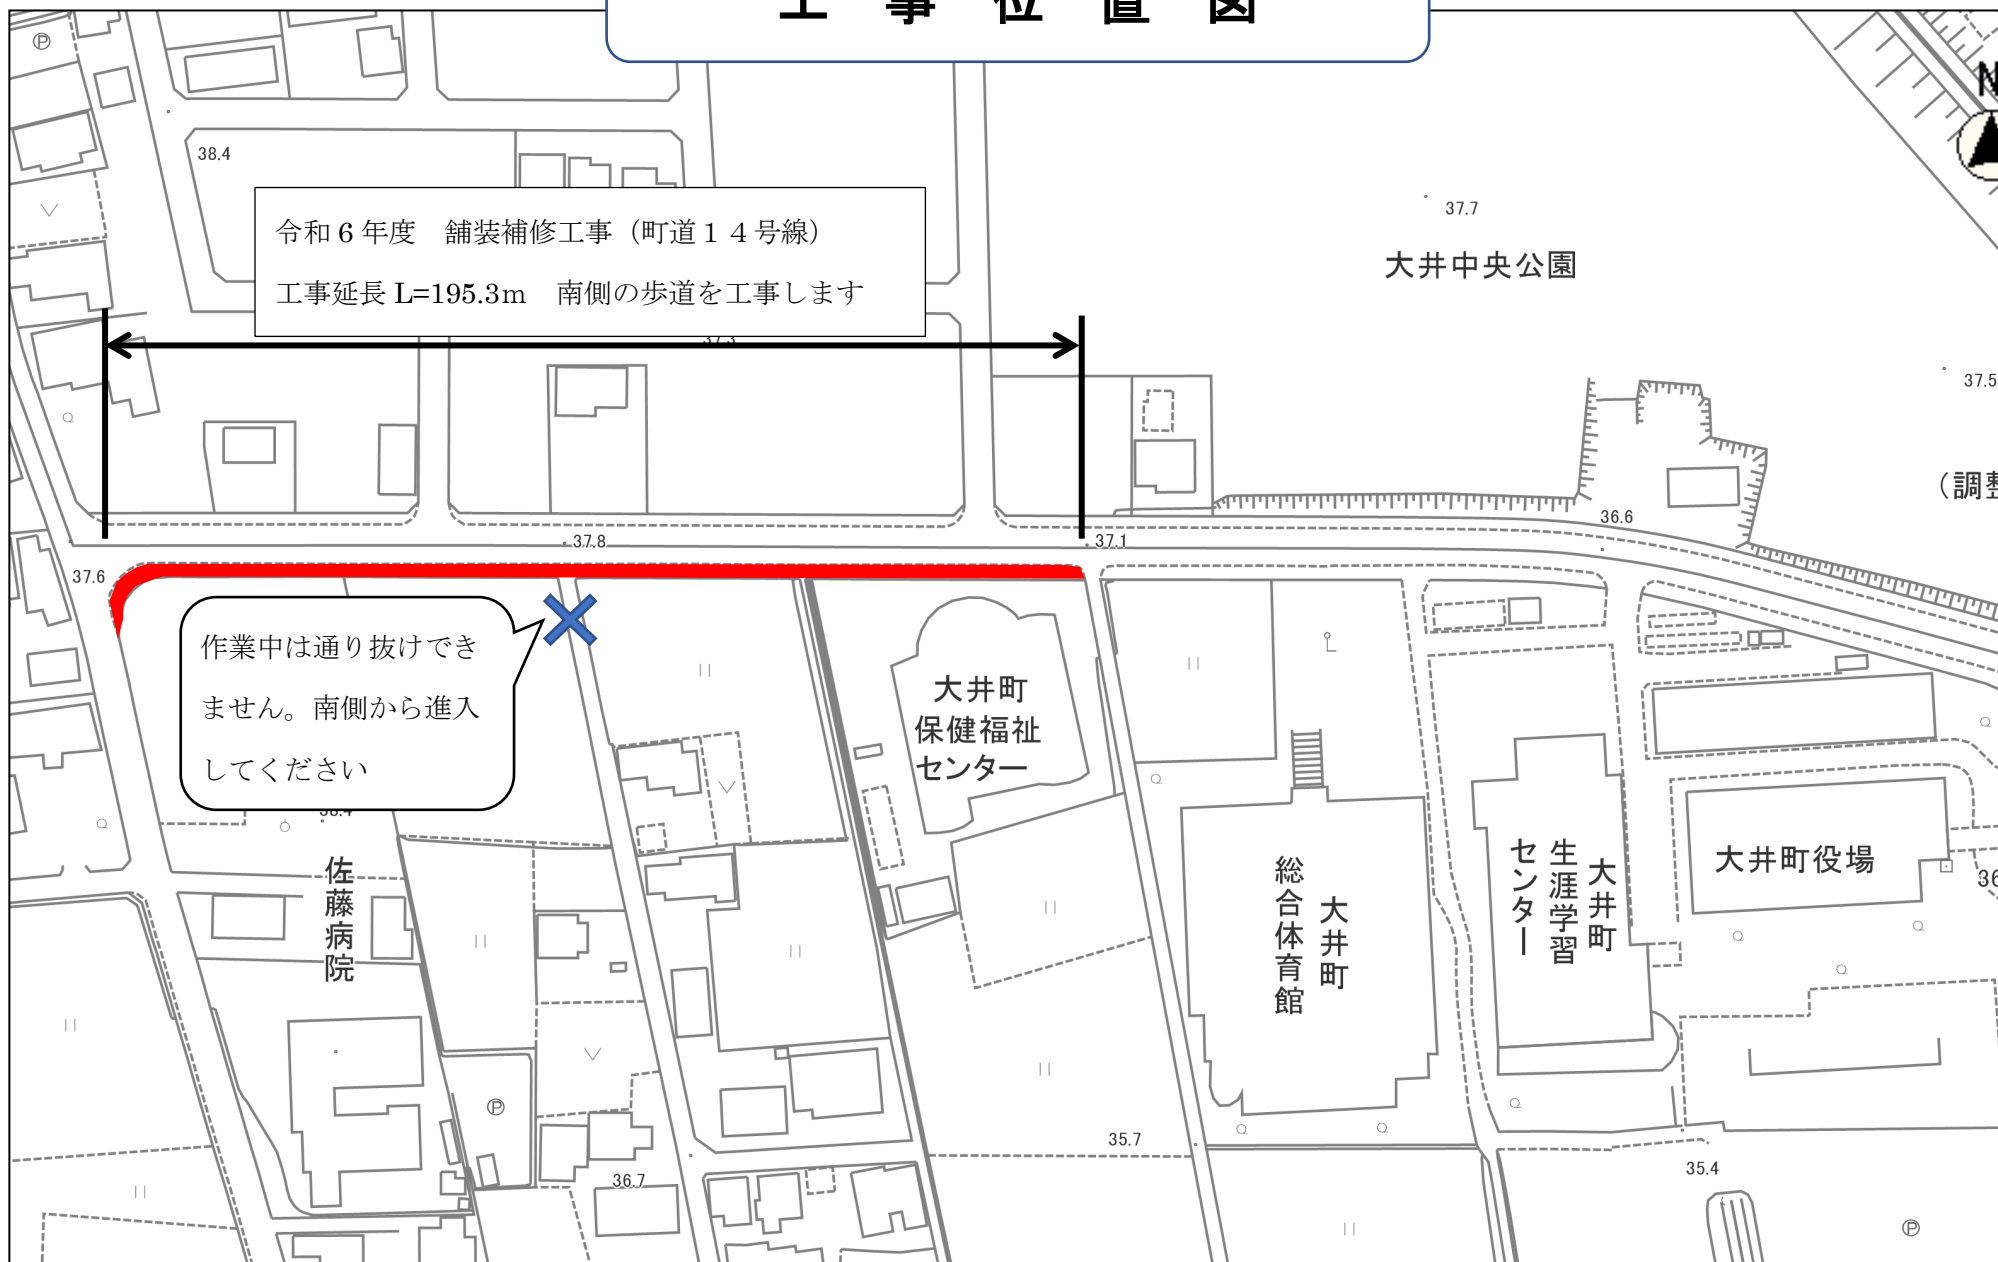 工事位置図
Ⓟ
N
38.4
令和６年度　舗装補修工事（町道１４号線）
工事延長 L=195.3ｍ　南側の歩道を工事します
37.7
大井中央公園
37.3
37.5
（調整
36.6
37.8
37.1
37.6
作業中は通り抜けでき
ません。南側から進入
してください
大井町
保健福祉
センター
佐藤病院
大井町
総合体育館
大井町
生涯学習
センター
大井町役場
36
Ⓟ
35.7
36.7
35.4
Ⓟ